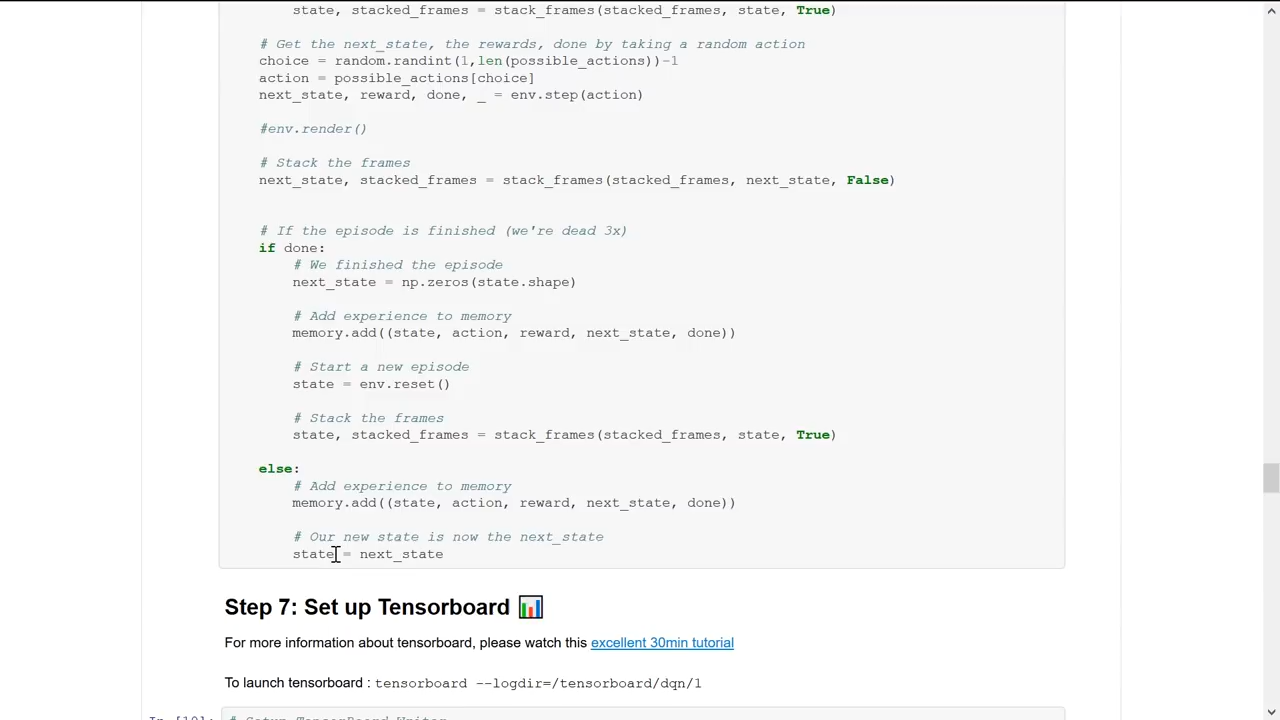 state, stacked_frames = stack_frames(stacked_frames, state, True)
# Get the next_state, the rewards, done by taking a random action
choice = random.randint(1,len(possible_actions))-1
action = possible_actions[choice]
next_state, reward, done, _ = env.step(action)
#env.render()
# Stack the frames
next_state, stacked_frames = stack_frames(stacked_frames, next_state, False)
# If the episode is finished (we're dead 3x)
if done:
# We finished the episode
next_state = np.zeros(state.shape)
# Add experience to memory
memory.add((state, action, reward, next_state, done))
# Start a new episode
state = env.reset()
# Stack the frames
state, stacked_frames = stack_frames(stacked_frames, state, True)
else:
# Add experience to memory
memory.add((state, action, reward, next_state, done))
# Our new state is now the next_state
state = next_state
Step 7: Set up Tensorboard 📊
For more information about tensorboard, please watch this excellent 30min tutorial
To launch tensorboard : tensorboard --logdir=/tensorboard/dqn/1
In [10]: # Setup TensorBoard Writer